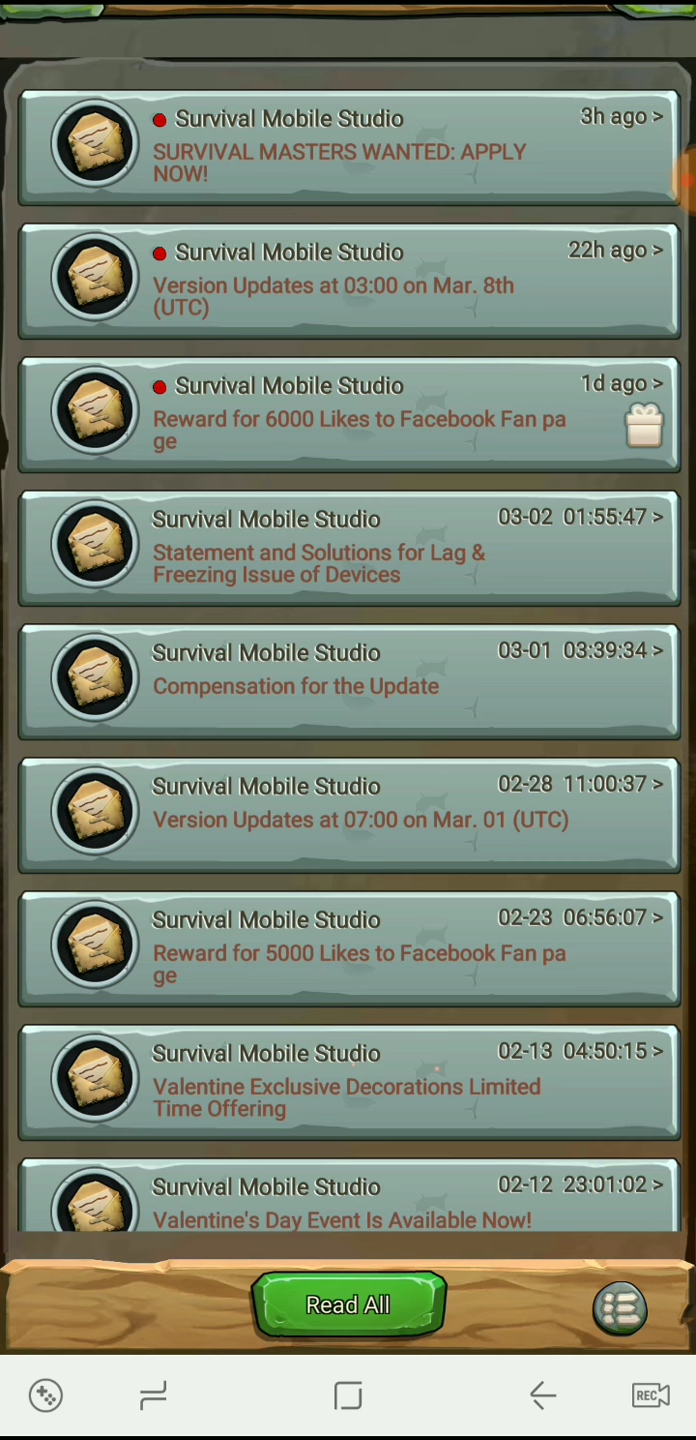 Survival Mobile Studio 3h ago >
SURVIVAL MASTERS WANTED: APPLY
NOW!
Survival Mobile Studio 22h ago >
Version Updates at 03:00 on Mar. 8th
(UTC)
Survival Mobile Studio 1d ago >
Reward for 6000 Likes to Facebook Fan pa
ge
Survival Mobile Studio 03-02 01:55:47 >
Statement and Solutions for Lag &
Freezing Issue of Devices
Survival Mobile Studio 03-01 03:39:34 >
Compensation for the Update
Survival Mobile Studio 02-28 11:00:37 >
Version Updates at 07:00 on Mar. 01 (UTC)
Survival Mobile Studio 02-23 06:56:07 >
Reward for 5000 Likes to Facebook Fan pa
ge
Survival Mobile Studio 02-13 04:50:15 >
Valentine Exclusive Decorations Limited
Time Offering
Survival Mobile Studio 02-12 23:01:02 >
Valentine's Day Event Is Available Now!
Read All
REC